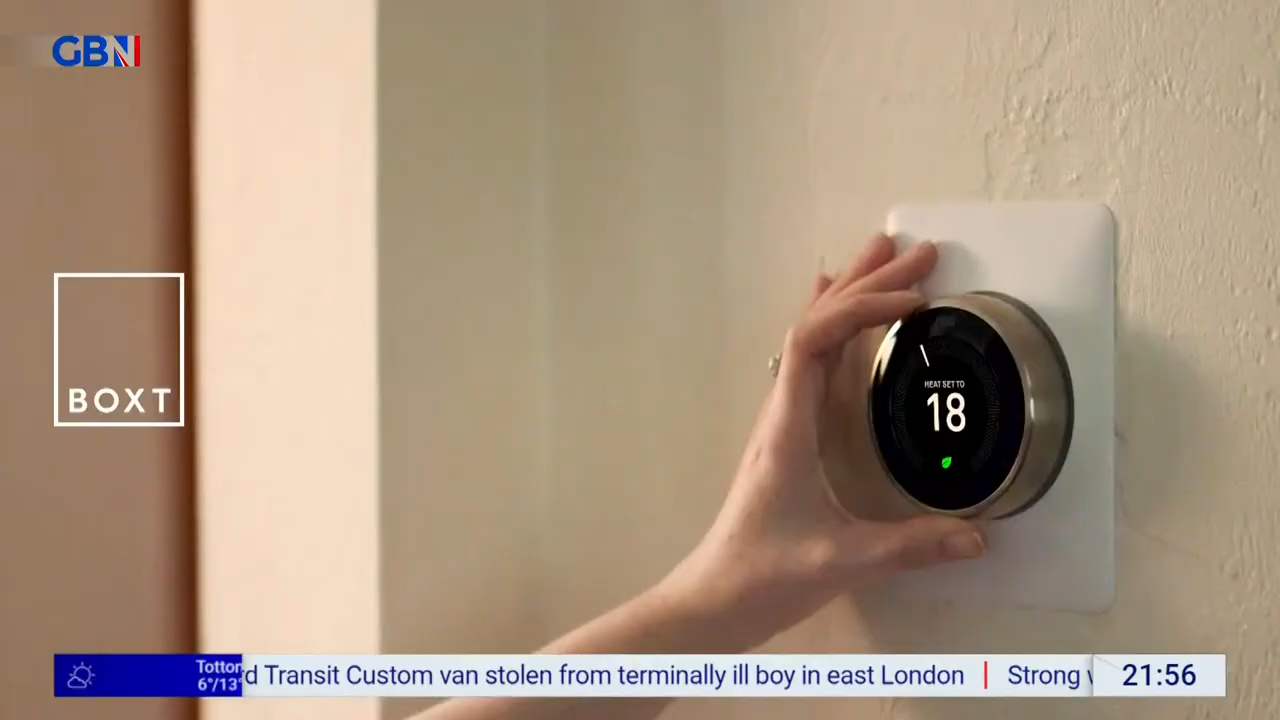 GBN
BOXT
HEAT SET TO
18
Totton
6°/13°
d Transit Custom van stolen from terminally ill boy in east London | Strong
21:56